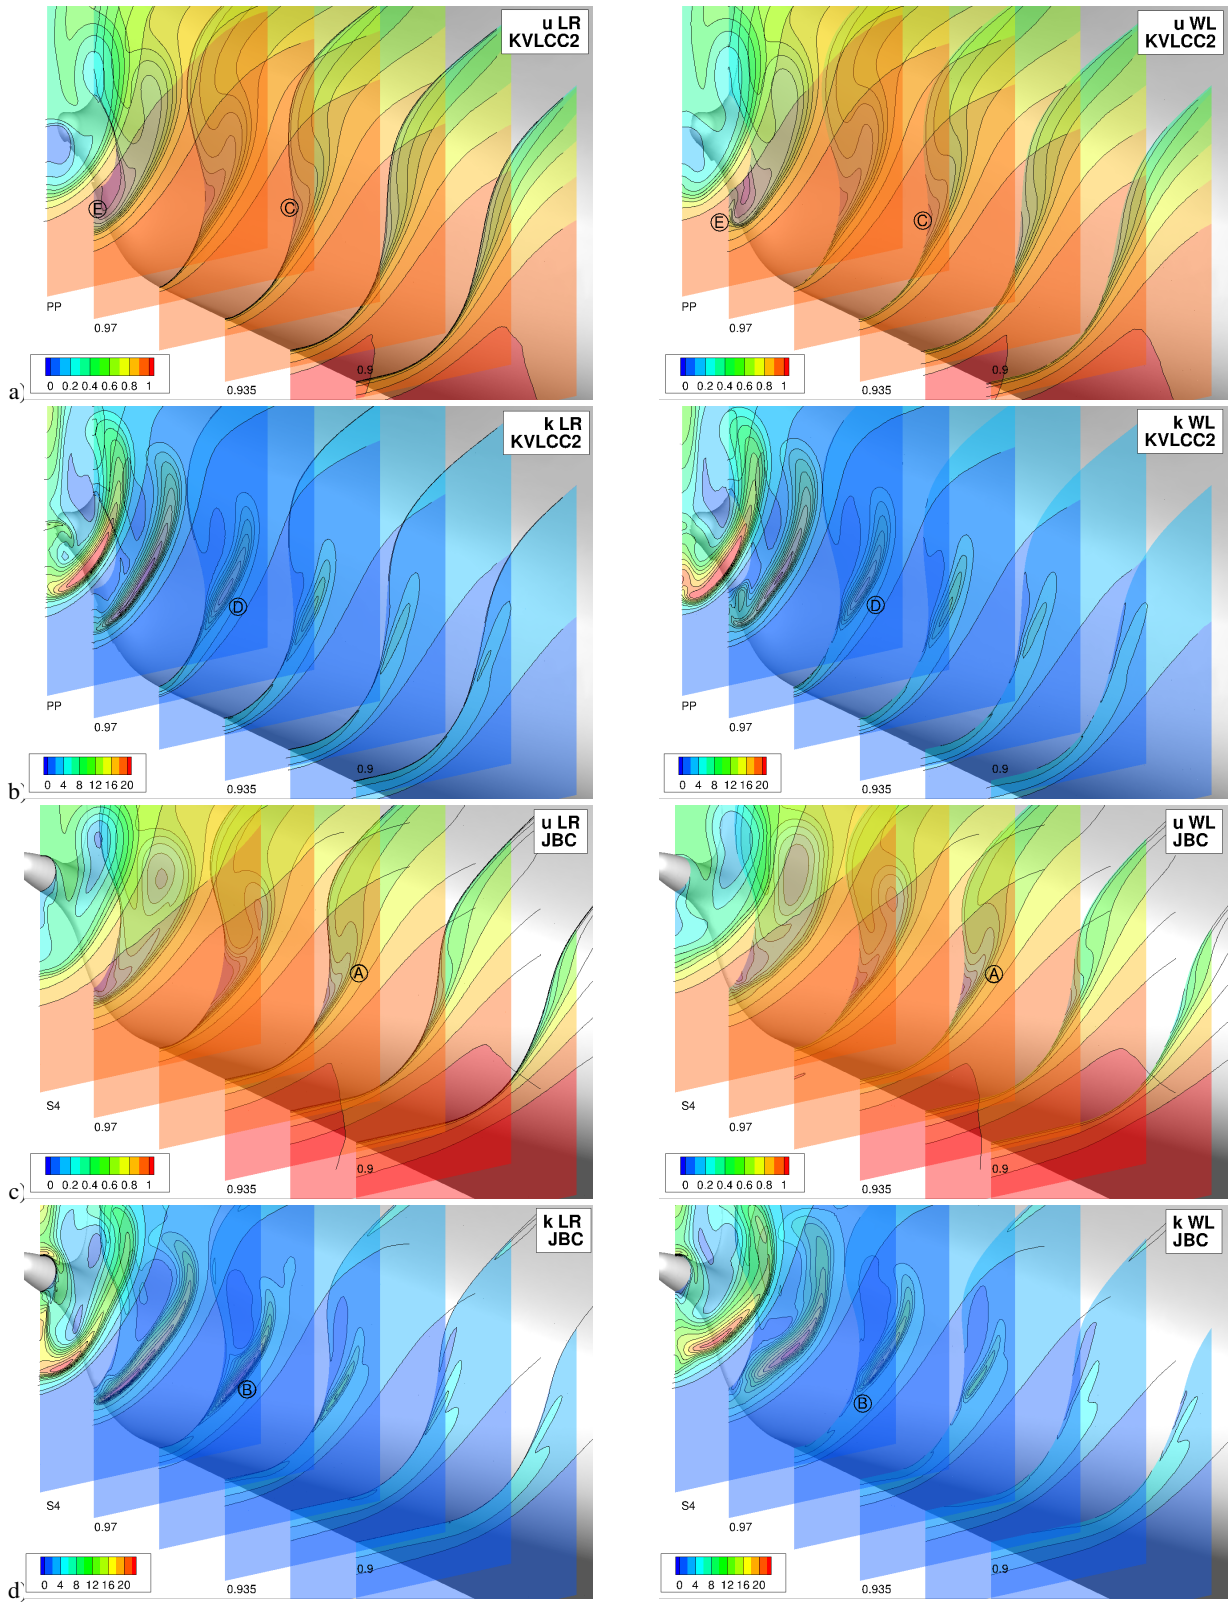 u LR
KVLCC2
E
C
PP
0.97
0.9
0.935
0 0.2 0.4 0.6 0.8 1
a)
u WL
KVLCC2
E
C
PP
0.97
0.9
0.935
0 0.2 0.4 0.6 0.8 1
k LR
KVLCC2
D
PP
0.97
0.9
0.935
0 4 8 12 16 20
b)
k WL
KVLCC2
D
PP
0.97
0.9
0.935
0 4 8 12 16 20
u LR
JBC
A
S4
0.97
0.9
0.935
0 0.2 0.4 0.6 0.8 1
c)
u WL
JBC
A
S4
0.97
0.9
0.935
0 0.2 0.4 0.6 0.8 1
k LR
JBC
B
S4
0.97
0.9
0.935
0 4 8 12 16 20
d)
k WL
JBC
B
S4
0.97
0.9
0.935
0 4 8 12 16 20